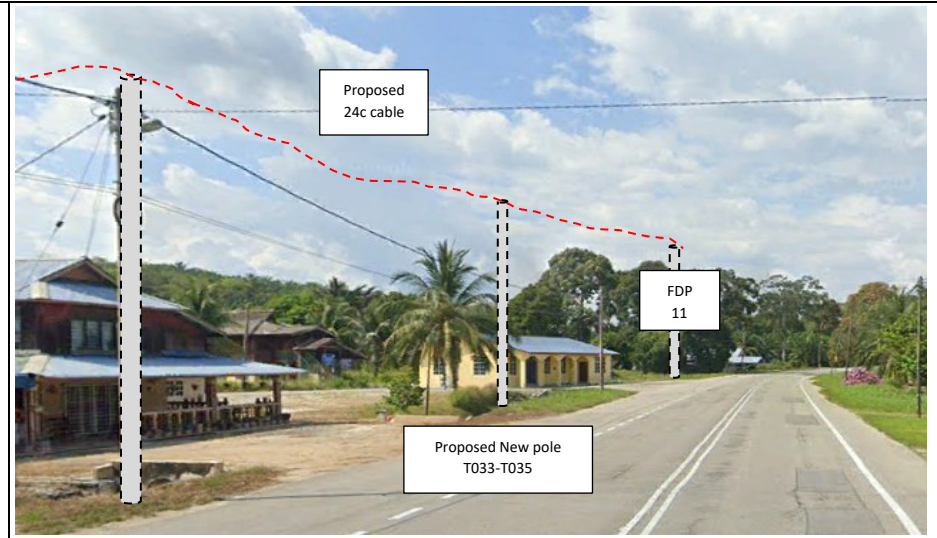 Proposed
24c cable
FDP
11
Proposed New pole
T033-T035